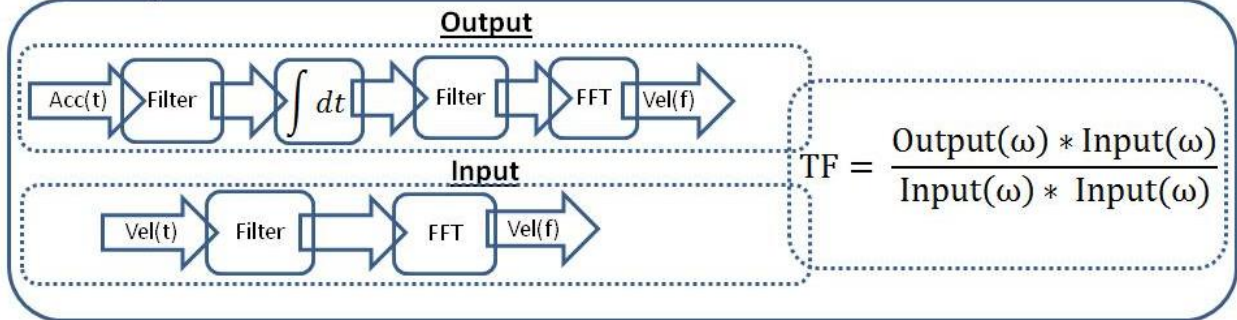 Output
Acc(t) Filter ∫ dt Filter FFT Vel(f)
Input
Vel(t) Filter FFT Vel(f)
TF = Output(ω) * Input(ω) / Input(ω) * Input(ω)